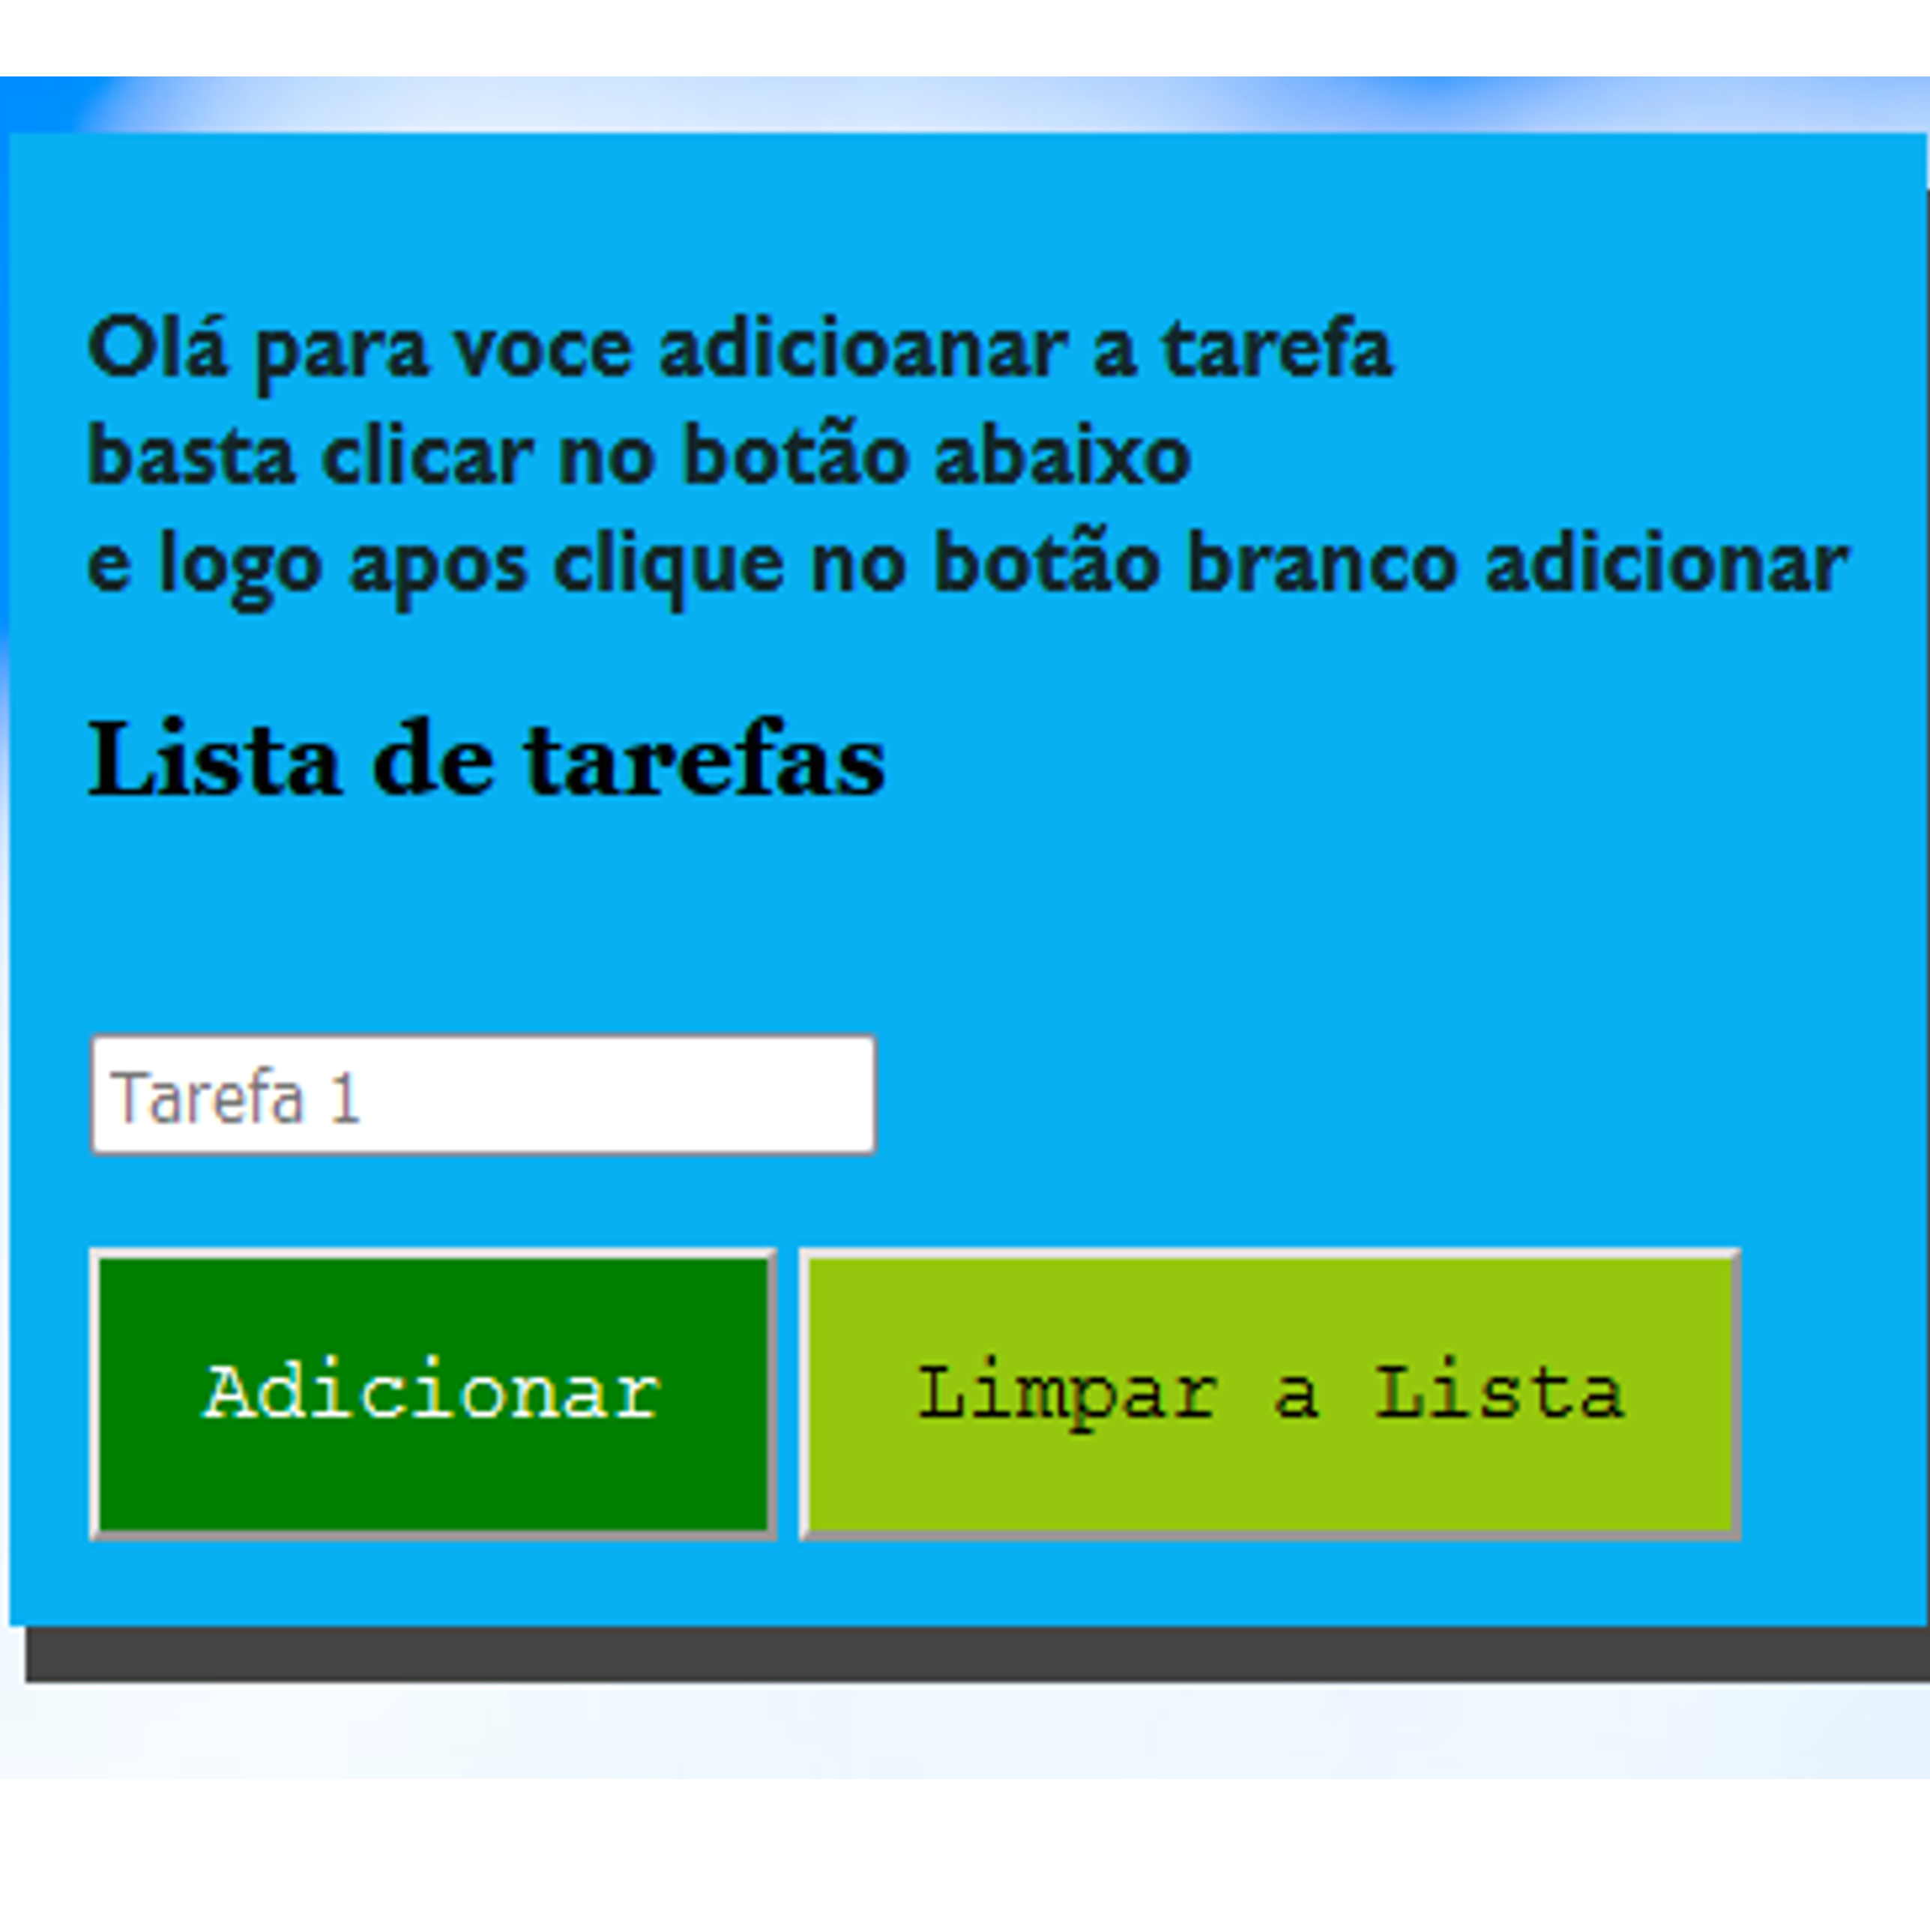 Olá para voce adicioanar a tarefa
basta clicar no botão abaixo
e logo apos clique no botão branco adicionar
Lista de tarefas
Tarefa 1
Adicionar
Limpar a Lista